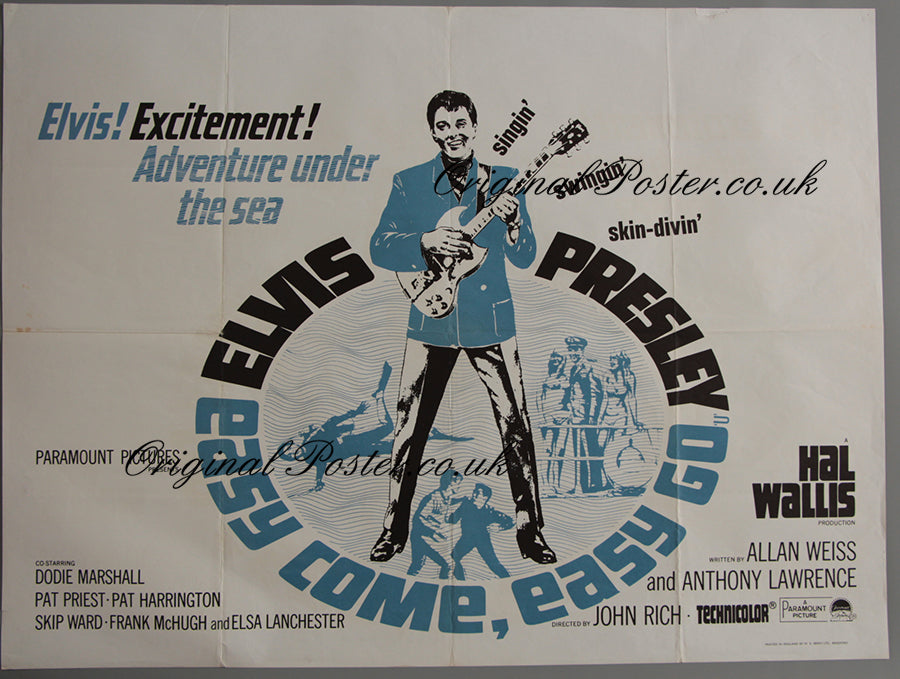 Elvis! Excitement!
Adventure under
the sea
singin'
swingin'
skin-divin'
OriginalPoster.co.uk
ELVIS PRESLEY
easy come, easy go
U
PARAMOUNT PICTURES
PRESENTS
OriginalPoster.co.uk
A
Hal
Wallis
PRODUCTION
CO-STARRING
DODIE MARSHALL
PAT PRIEST · PAT HARRINGTON
SKIP WARD · FRANK McHUGH and ELSA LANCHESTER
WRITTEN BY ALLAN WEISS
and ANTHONY LAWRENCE
DIRECTED BY JOHN RICH · TECHNICOLOR®
A
PARAMOUNT
PICTURE